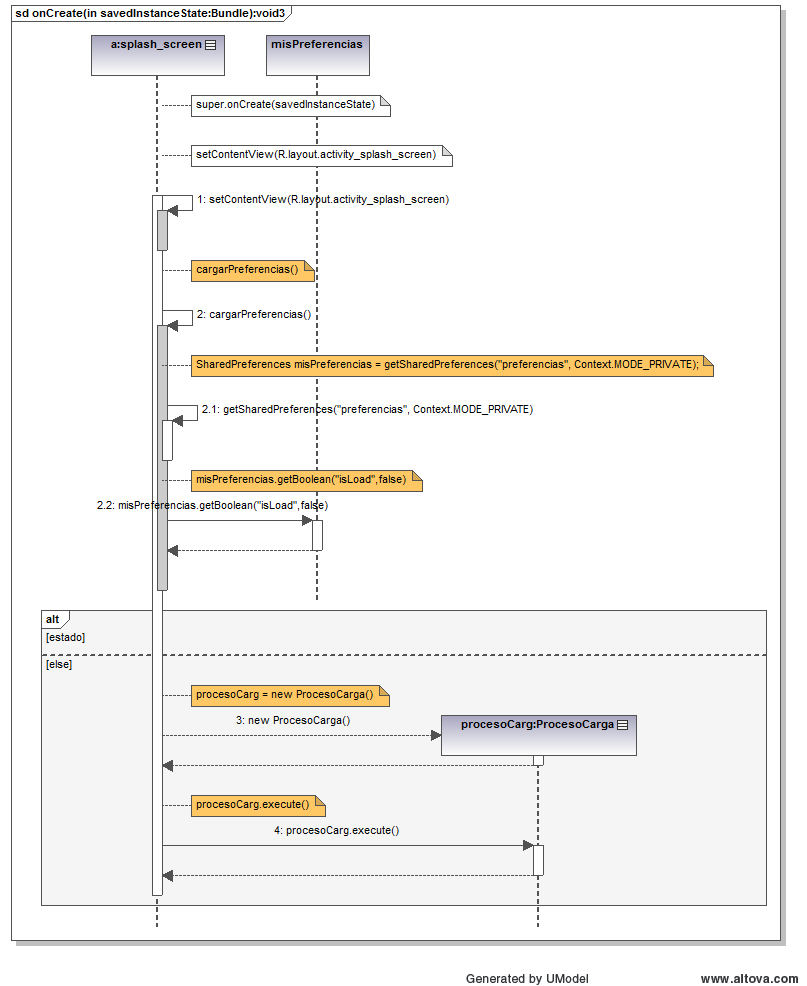 sd onCreate(in savedInstanceState:Bundle):void3
a:splash_screen
misPreferencias
super.onCreate(savedInstanceState)
setContentView(R.layout.activity_splash_screen)
1: setContentView(R.layout.activity_splash_screen)
cargarPreferencias()
2: cargarPreferencias()
SharedPreferences misPreferencias = getSharedPreferences("preferencias", Context.MODE_PRIVATE);
2.1: getSharedPreferences("preferencias", Context.MODE_PRIVATE)
misPreferencias.getBoolean("isLoad",false)
2.2: misPreferencias.getBoolean("isLoad",false)
alt
[estado]
[else]
procesoCarg = new ProcesoCarga()
3: new ProcesoCarga()
procesoCarg:ProcesoCarga
procesoCarg.execute()
4: procesoCarg.execute()
Generated by UModel
www.altova.com